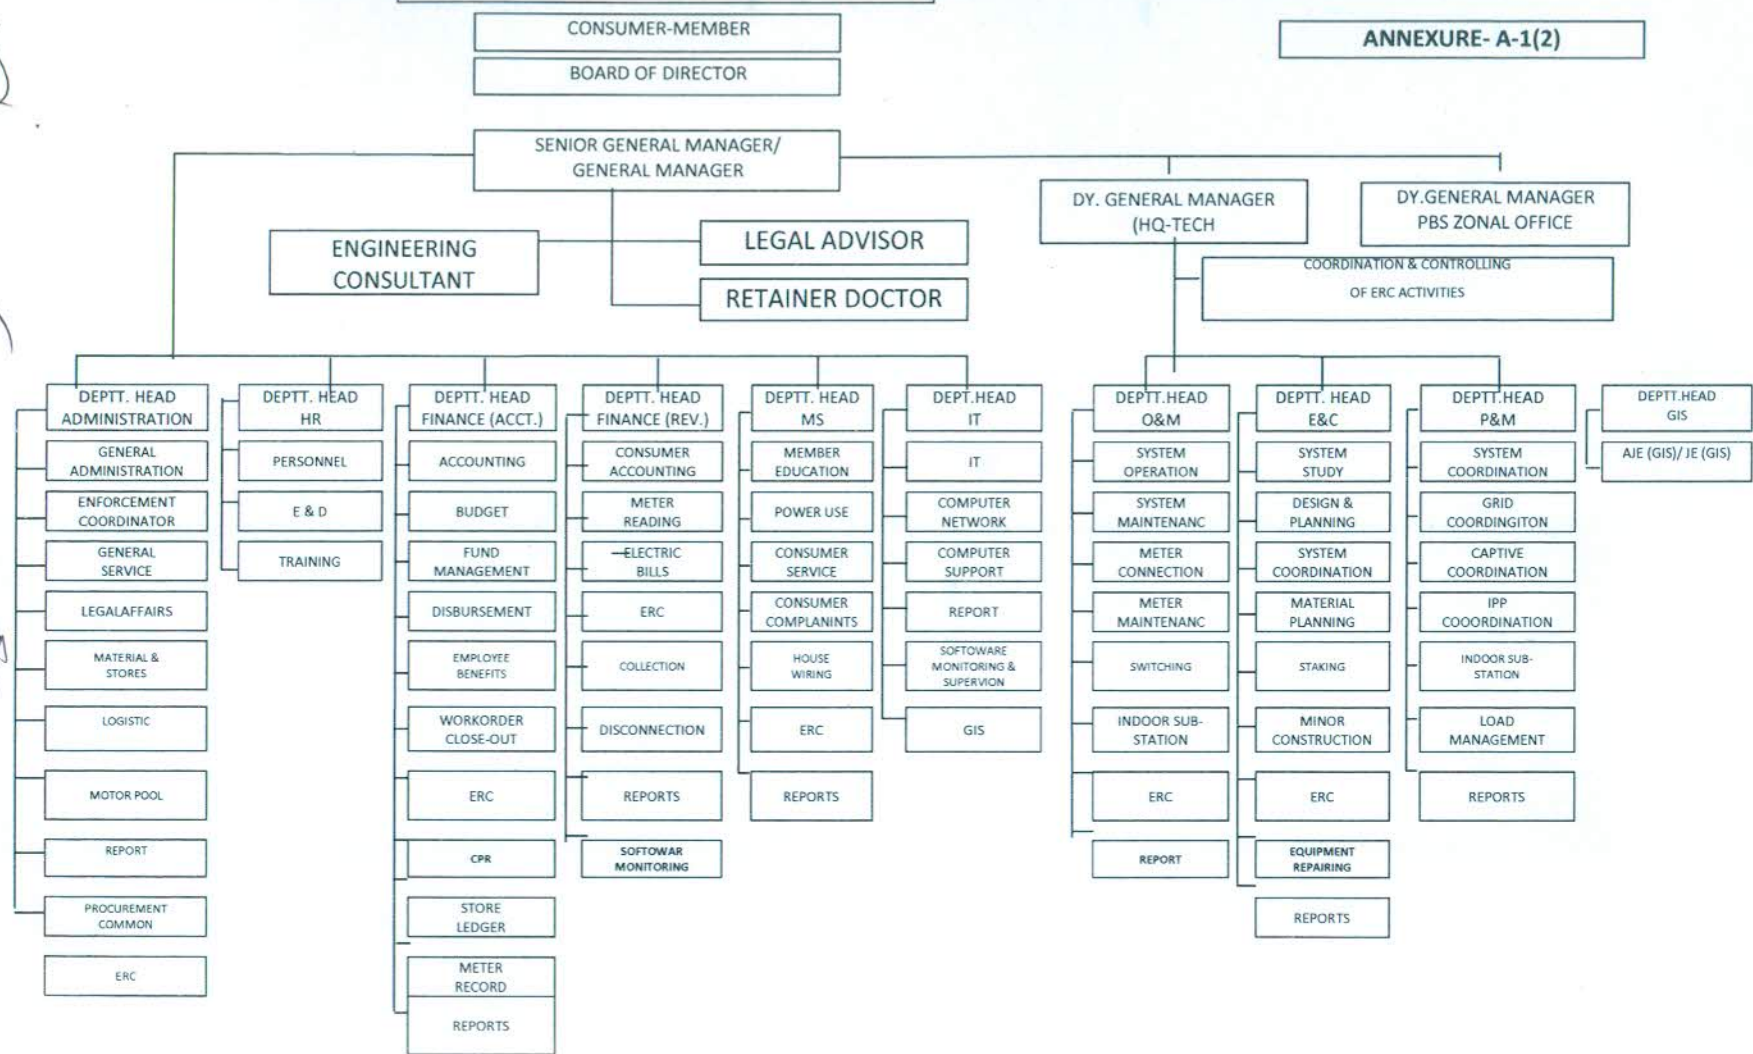 CONSUMER-MEMBER
ANNEXURE- A-1(2)
BOARD OF DIRECTOR
SENIOR GENERAL MANAGER/
GENERAL MANAGER
DY. GENERAL MANAGER
(HQ-TECH
DY.GENERAL MANAGER
PBS ZONAL OFFICE
ENGINEERING
CONSULTANT
LEGAL ADVISOR
RETAINER DOCTOR
COORDINATION & CONTROLLING
OF ERC ACTIVITIES
DEPTT. HEAD
ADMINISTRATION
GENERAL
ADMINISTRATION
ENFORCEMENT
COORDINATOR
GENERAL
SERVICE
LEGALAFFAIRS
MATERIAL &
STORES
LOGISTIC
MOTOR POOL
REPORT
PROCUREMENT
COMMON
ERC
DEPTT. HEAD
HR
PERSONNEL
E & D
TRAINING
DEPTT. HEAD
FINANCE (ACCT.)
ACCOUNTING
BUDGET
FUND
MANAGEMENT
DISBURSEMENT
EMPLOYEE
BENEFITS
WORKORDER
CLOSE-OUT
ERC
CPR
STORE
LEDGER
METER
RECORD
REPORTS
DEPTT. HEAD
FINANCE (REV.)
CONSUMER
ACCOUNTING
METER
READING
ELECTRIC
BILLS
ERC
COLLECTION
DISCONNECTION
REPORTS
SOFTOWAR
MONITORING
DEPTT. HEAD
MS
MEMBER
EDUCATION
POWER USE
CONSUMER
SERVICE
CONSUMER
COMPLANINTS
HOUSE
WIRING
ERC
REPORTS
DEPT.HEAD
IT
IT
COMPUTER
NETWORK
COMPUTER
SUPPORT
REPORT
SOFTOWARE
MONITORING &
SUPERVION
GIS
DEPTT.HEAD
O&M
SYSTEM
OPERATION
SYSTEM
MAINTENANC
METER
CONNECTION
METER
MAINTENANC
SWITCHING
INDOOR SUB-
STATION
ERC
REPORT
DEPTT. HEAD
E&C
SYSTEM
STUDY
DESIGN &
PLANNING
SYSTEM
COORDINATION
MATERIAL
PLANNING
STAKING
MINOR
CONSTRUCTION
ERC
EQUIPMENT
REPAIRING
REPORTS
DEPTT.HEAD
P&M
SYSTEM
COORDINATION
GRID
COORDINGITON
CAPTIVE
COORDINATION
IPP
COOORDINATION
INDOOR SUB-
STATION
LOAD
MANAGEMENT
REPORTS
DEPTT.HEAD
GIS
AJE (GIS)/ JE (GIS)